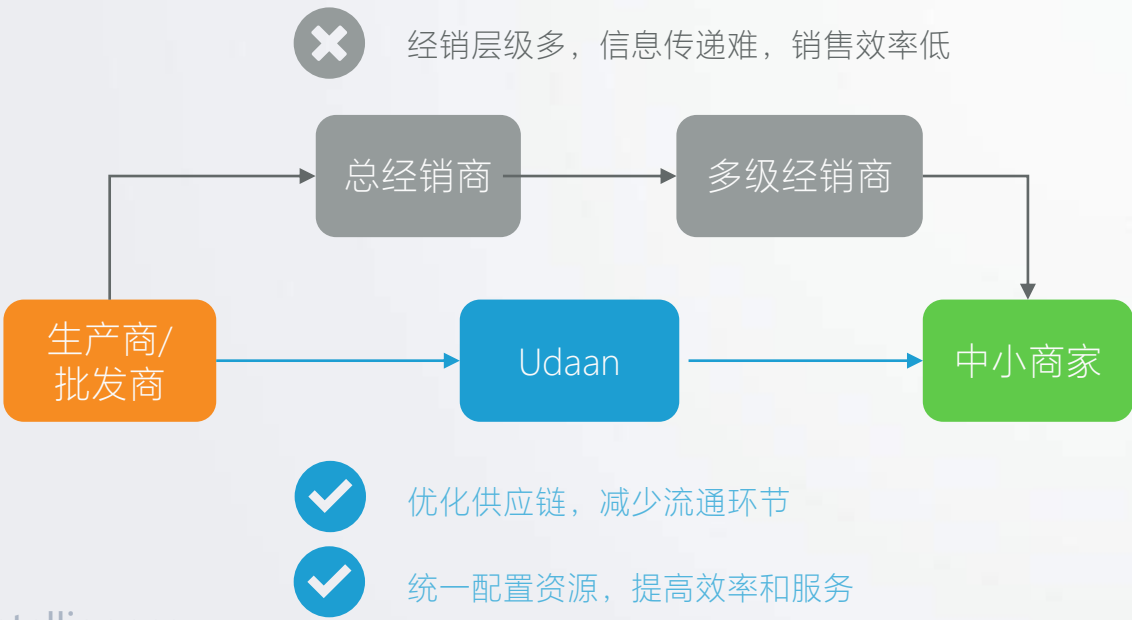 经销层级多，信息传递难，销售效率低
总经销商
多级经销商
生产商/
批发商
Udaan
中小商家
优化供应链，减少流通环节
统一配置资源，提高效率和服务